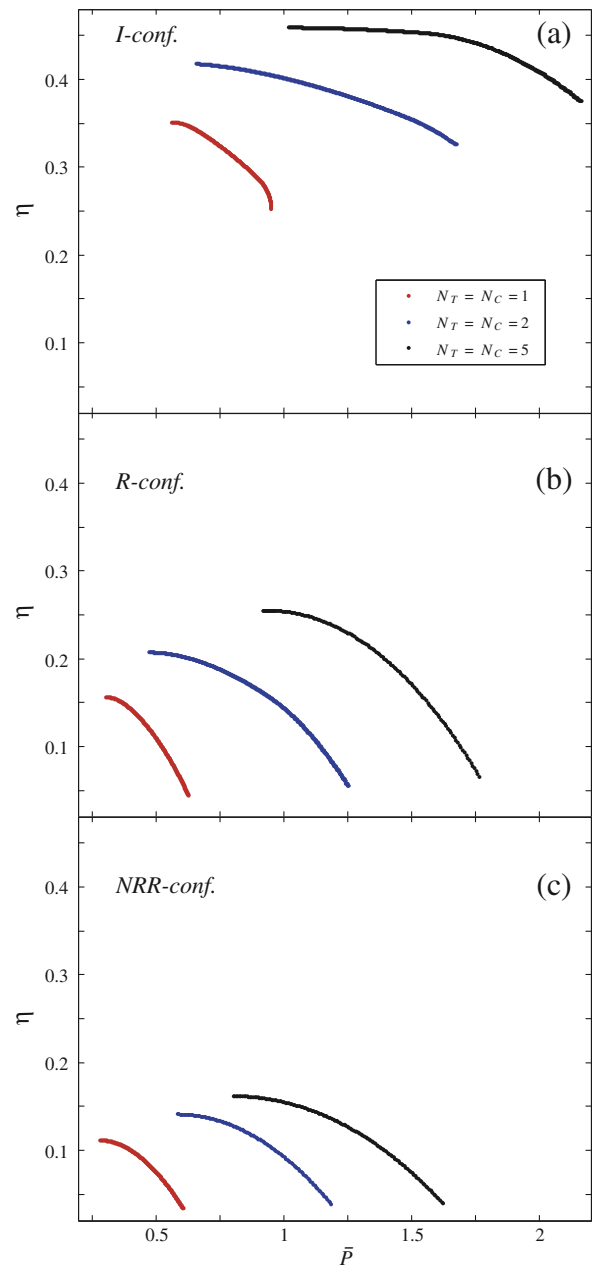 I-conf.
(a)
0.4
0.3
η
0.2
0.1
N_T = N_C = 1
N_T = N_C = 2
N_T = N_C = 5
R-conf.
(b)
0.4
0.3
η
0.2
0.1
NRR-conf.
(c)
0.4
0.3
η
0.2
0.1
0.5
1
1.5
2
P̄